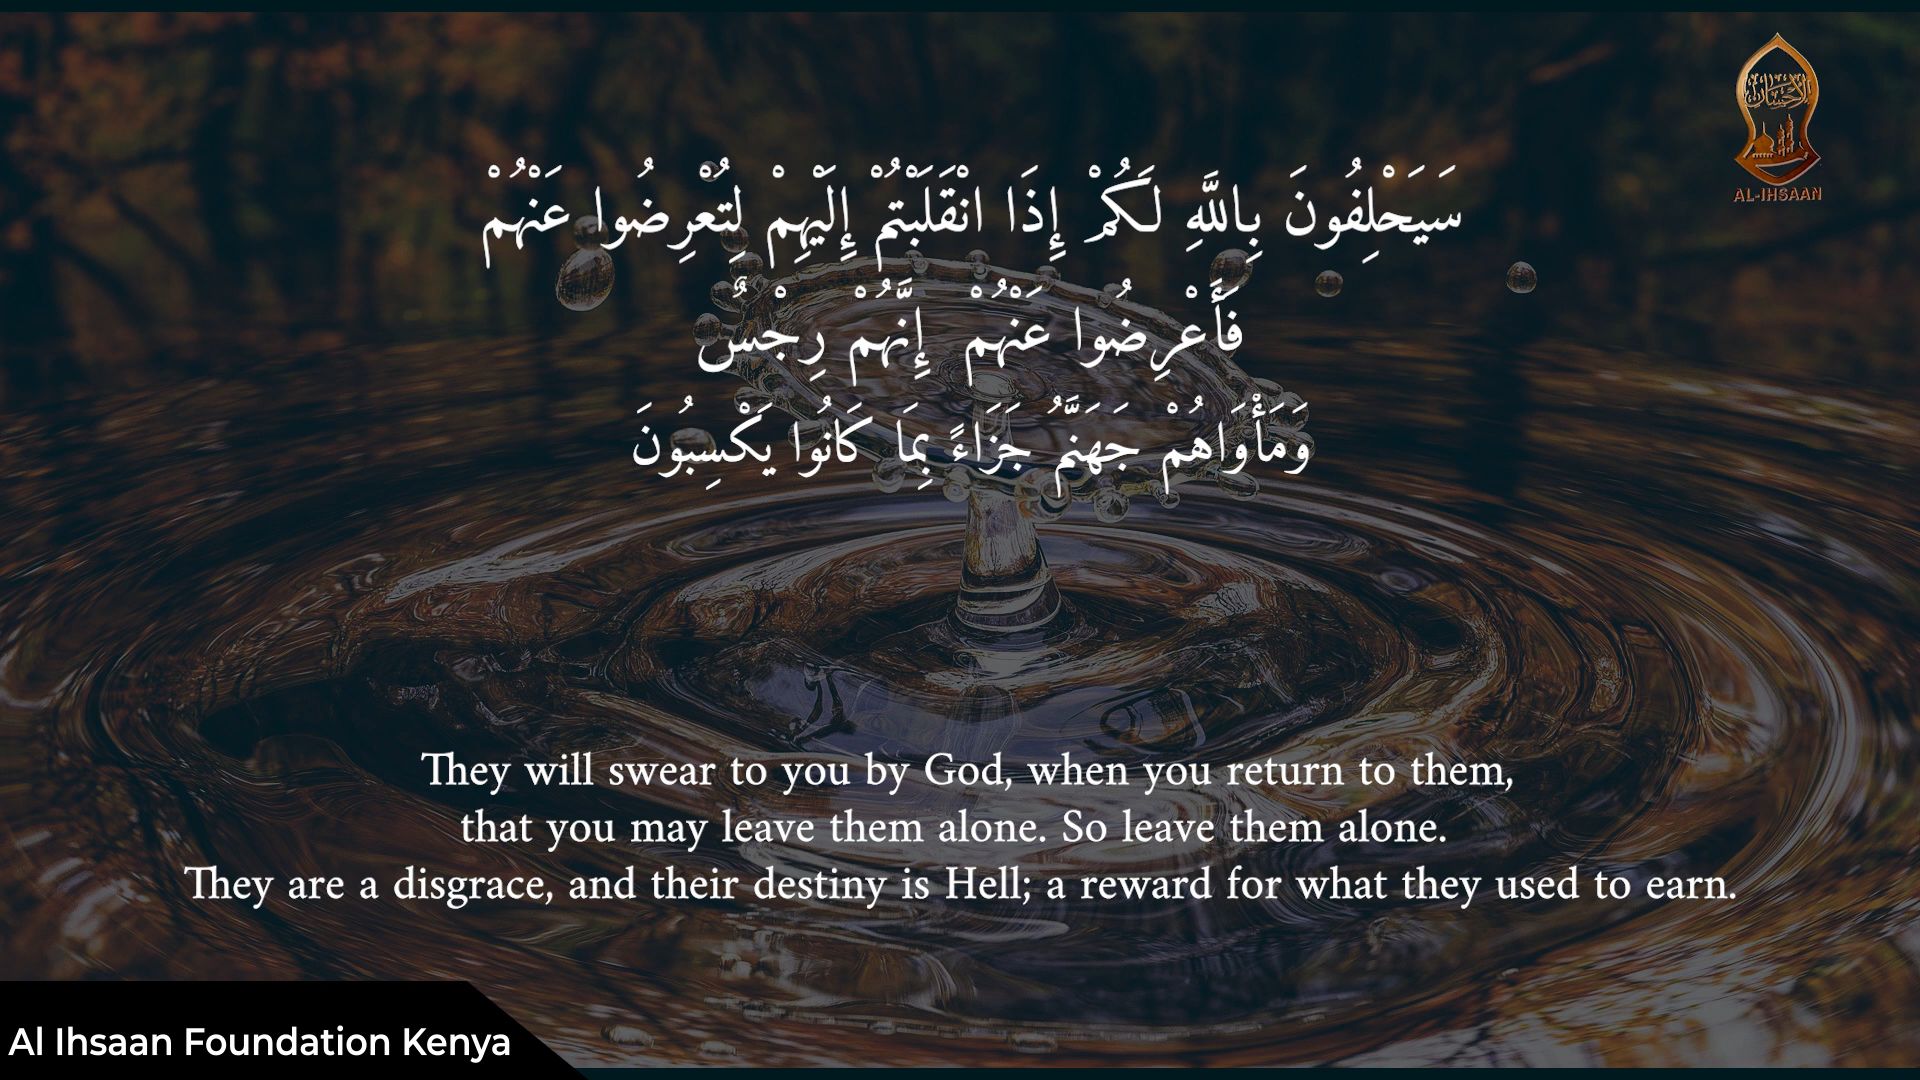 الإحسان
AL-IHSAAN
سَيَحْلِفُونَ بِاللَّهِ لَكُمْ إِذَا انْقَلَبْتُمْ إِلَيْهِمْ لِتُعْرِضُوا عَنْهُمْ
فَأَعْرِضُوا عَنْهُمْ إِنَّهُمْ رِجْسٌ
وَمَأْوَاهُمْ جَهَنَّمُ جَزَاءً بِمَا كَانُوا يَكْسِبُونَ
They will swear to you by God, when you return to them,
that you may leave them alone. So leave them alone.
They are a disgrace, and their destiny is Hell; a reward for what they used to earn.
Al Ihsaan Foundation Kenya